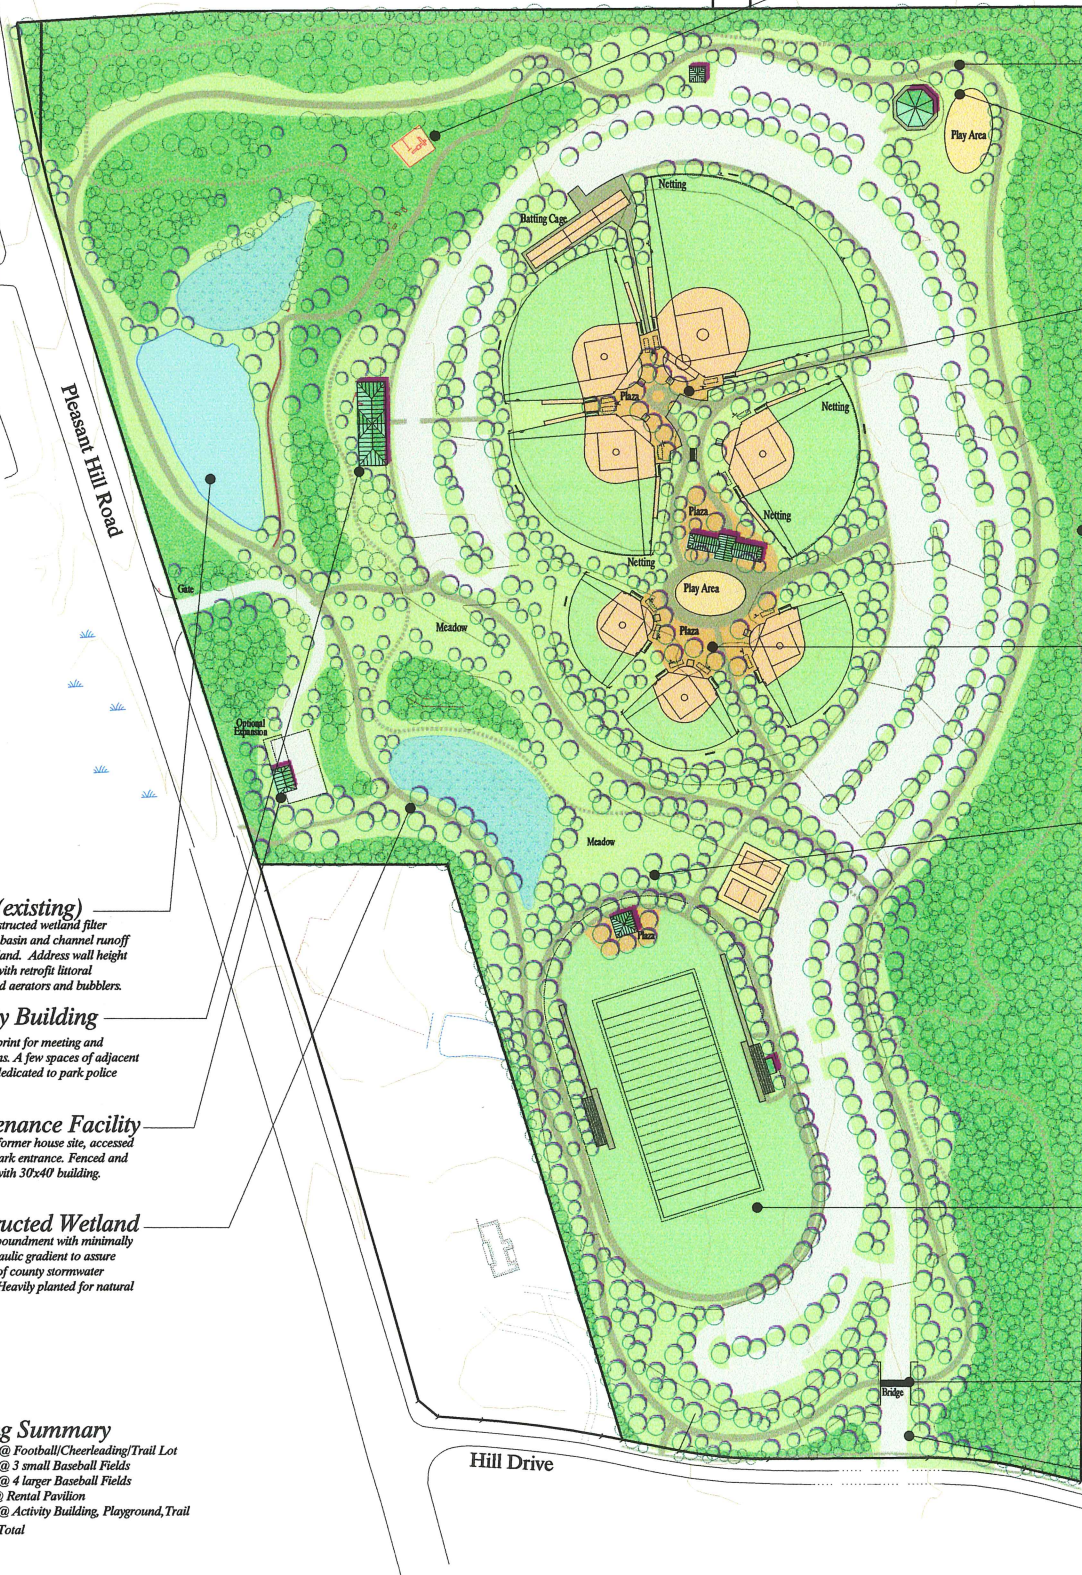 Play Area
Netting
Batting Cage
Plaza
Netting
Pleasant Hill Road
Plaza
Netting
Netting
Gate
Play Area
Meadow
Plaza
Optional
Expansion
Meadow
(existing)
structed wetland filter
basin and channel runoff
land. Address wall height
with retrofit littoral
d aerators and bubblers.
Plaza
y Building
print for meeting and
ns. A few spaces of adjacent
dedicated to park police
enance Facility
former house site, accessed
ark entrance. Fenced and
with 30'x40' building.
ructed Wetland
poundment with minimally
aulic gradient to assure
of county stormwater
Heavily planted for natural
Bridge
g Summary
@ Football/Cheerleading/Trail Lot
@ 3 small Baseball Fields
@ 4 larger Baseball Fields
@ Rental Pavilion
@ Activity Building, Playground, Trail
Total
Hill Drive